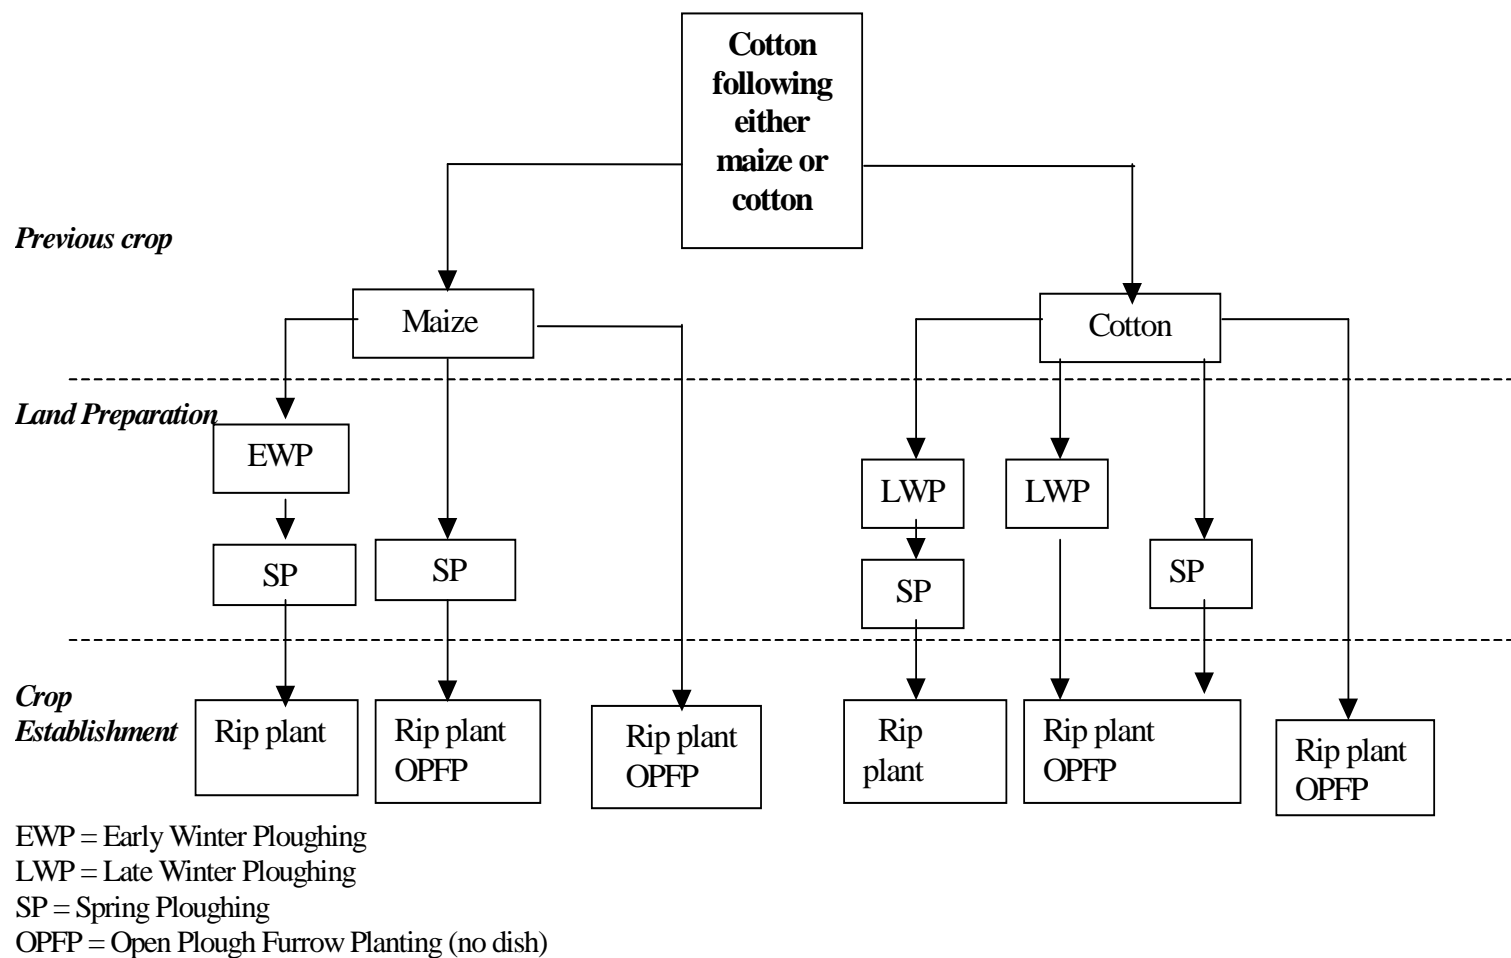 Cotton
following
either
maize or
cotton
Previous crop
Maize
Cotton
Land Preparation
EWP
LWP
LWP
SP
SP
SP
SP
Crop
Establishment
Rip plant
Rip plant
OPFP
Rip plant
OPFP
Rip
plant
Rip plant
OPFP
Rip plant
OPFP
EWP = Early Winter Ploughing
LWP = Late Winter Ploughing
SP = Spring Ploughing
OPFP = Open Plough Furrow Planting (no dish)